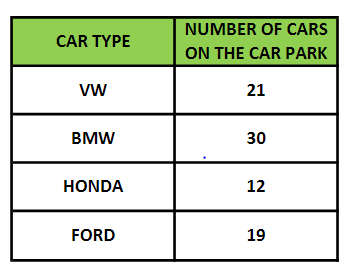 CAR TYPE
NUMBER OF CARS
ON THE CAR PARK
VW
21
BMW
30
HONDA
12
FORD
19